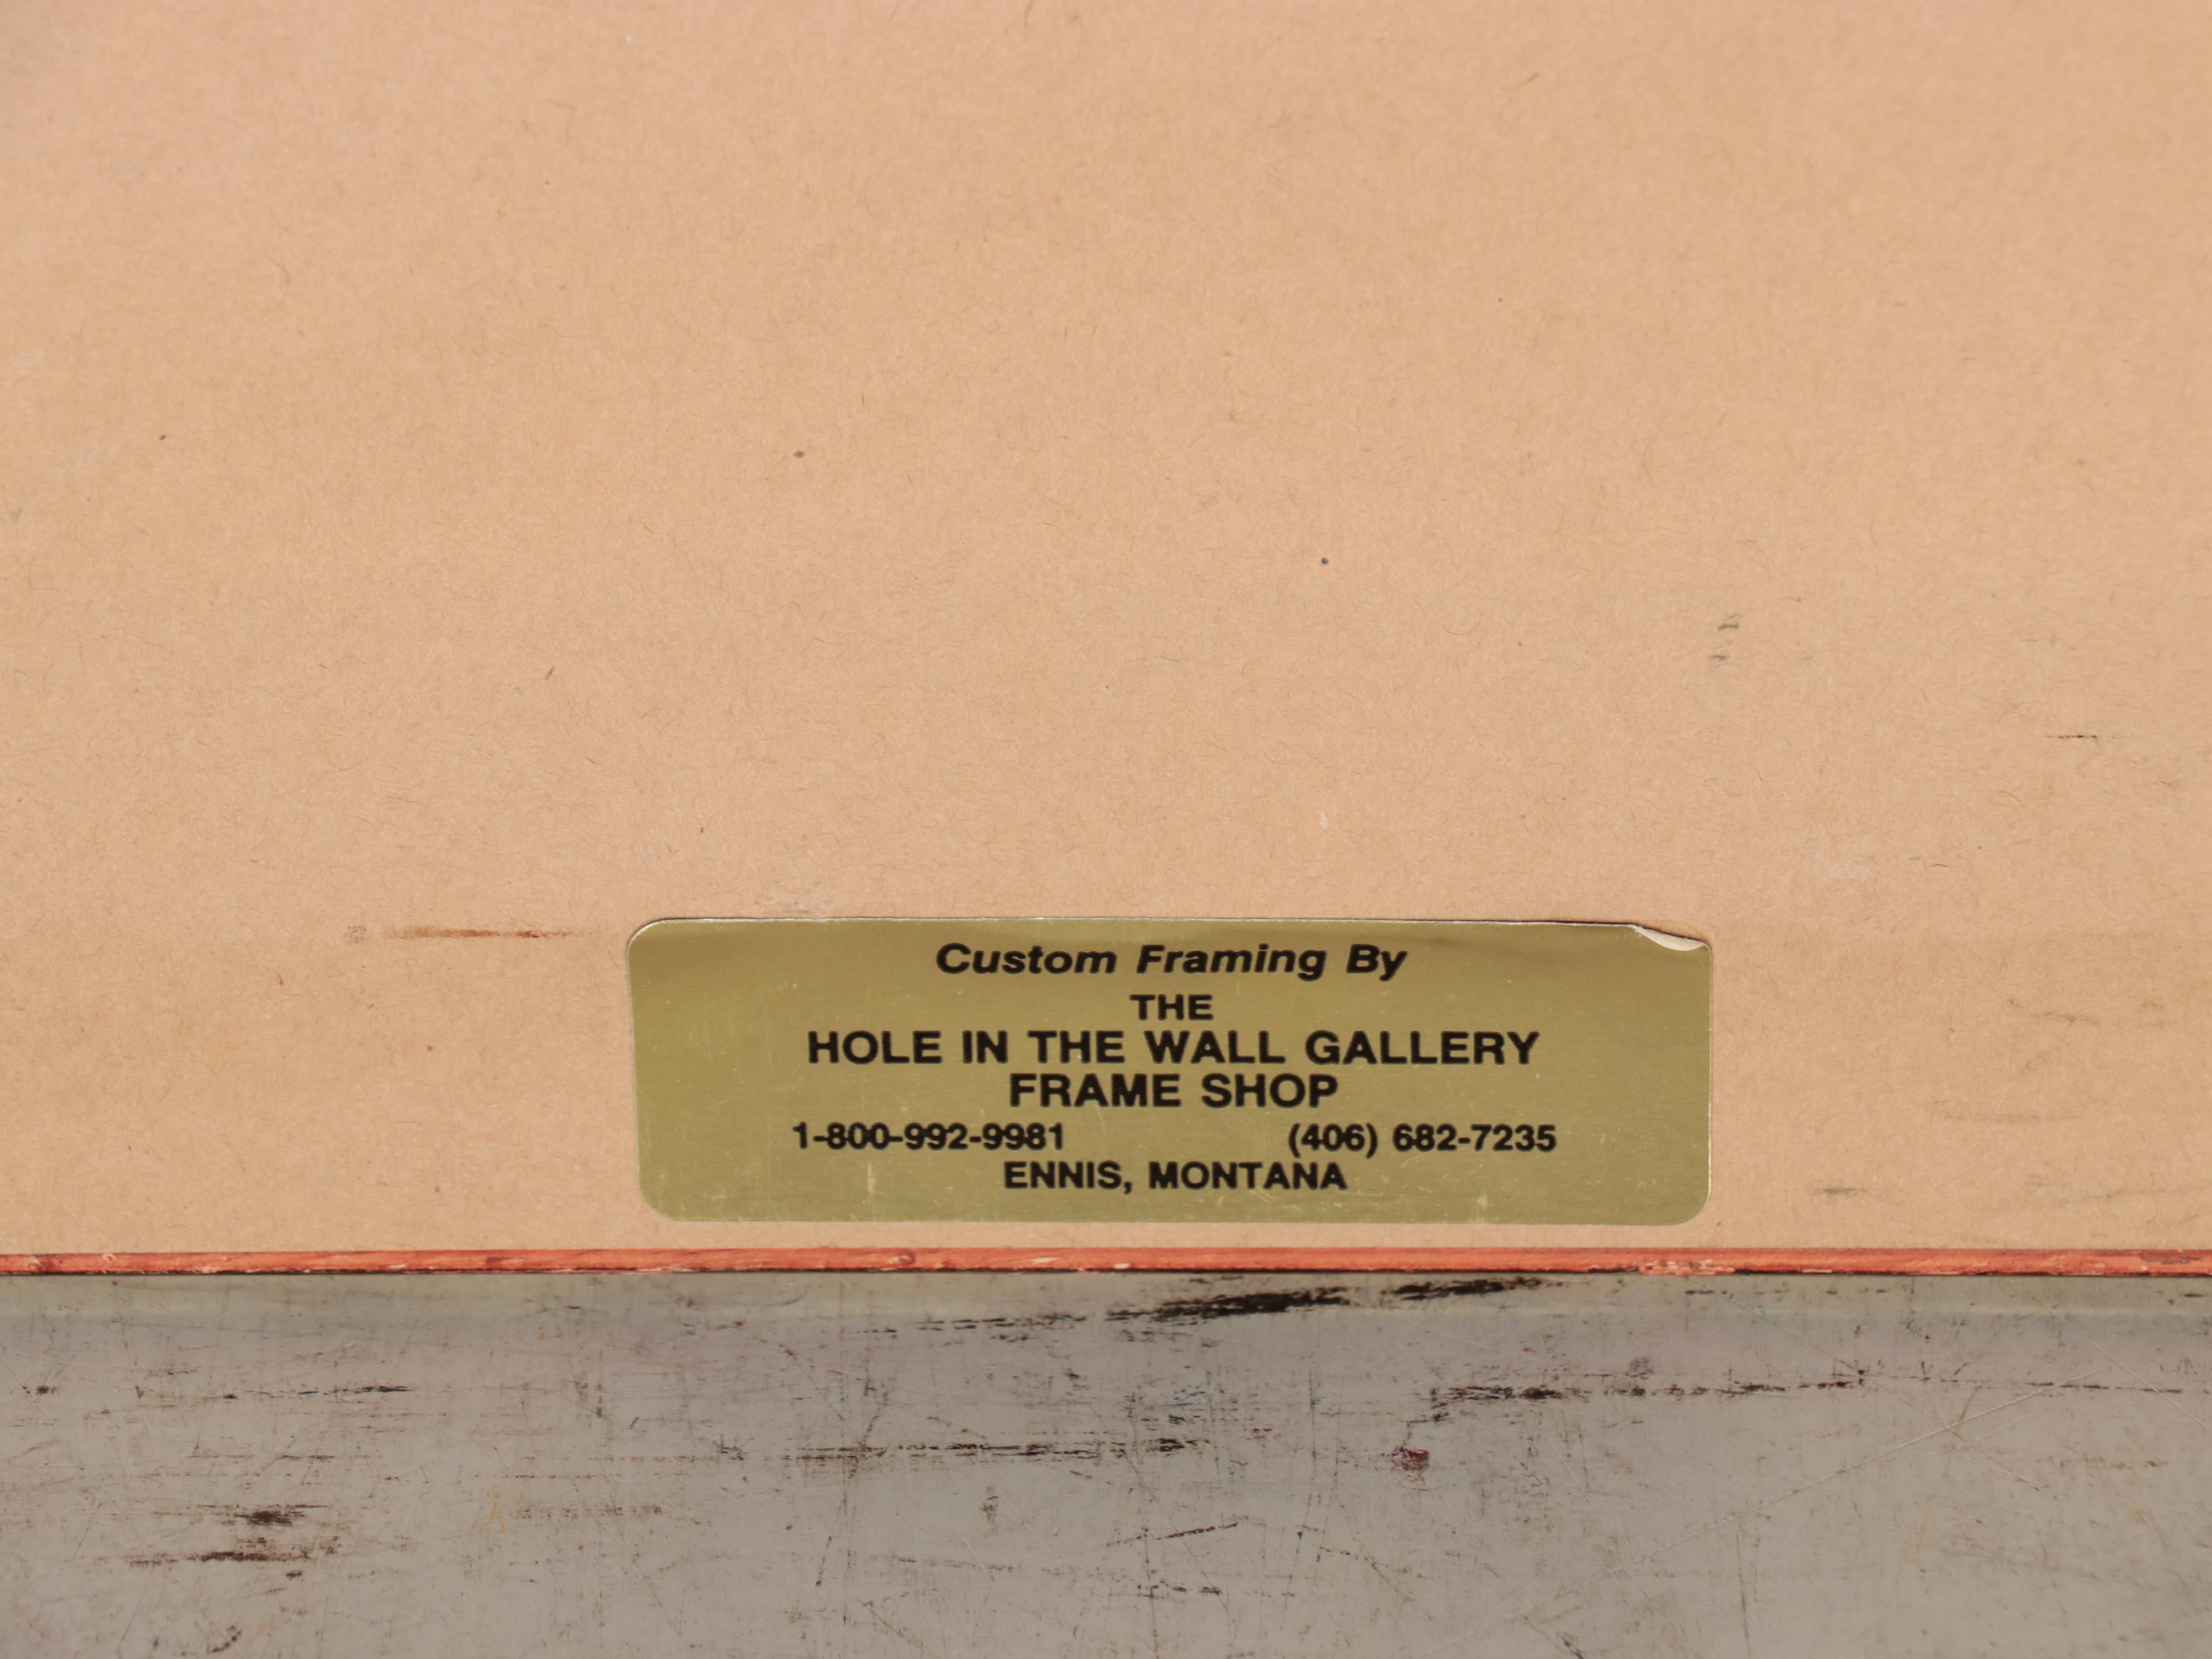 Custom Framing By
THE
HOLE IN THE WALL GALLERY
FRAME SHOP
1-800-992-9981 (406) 682-7235
ENNIS, MONTANA